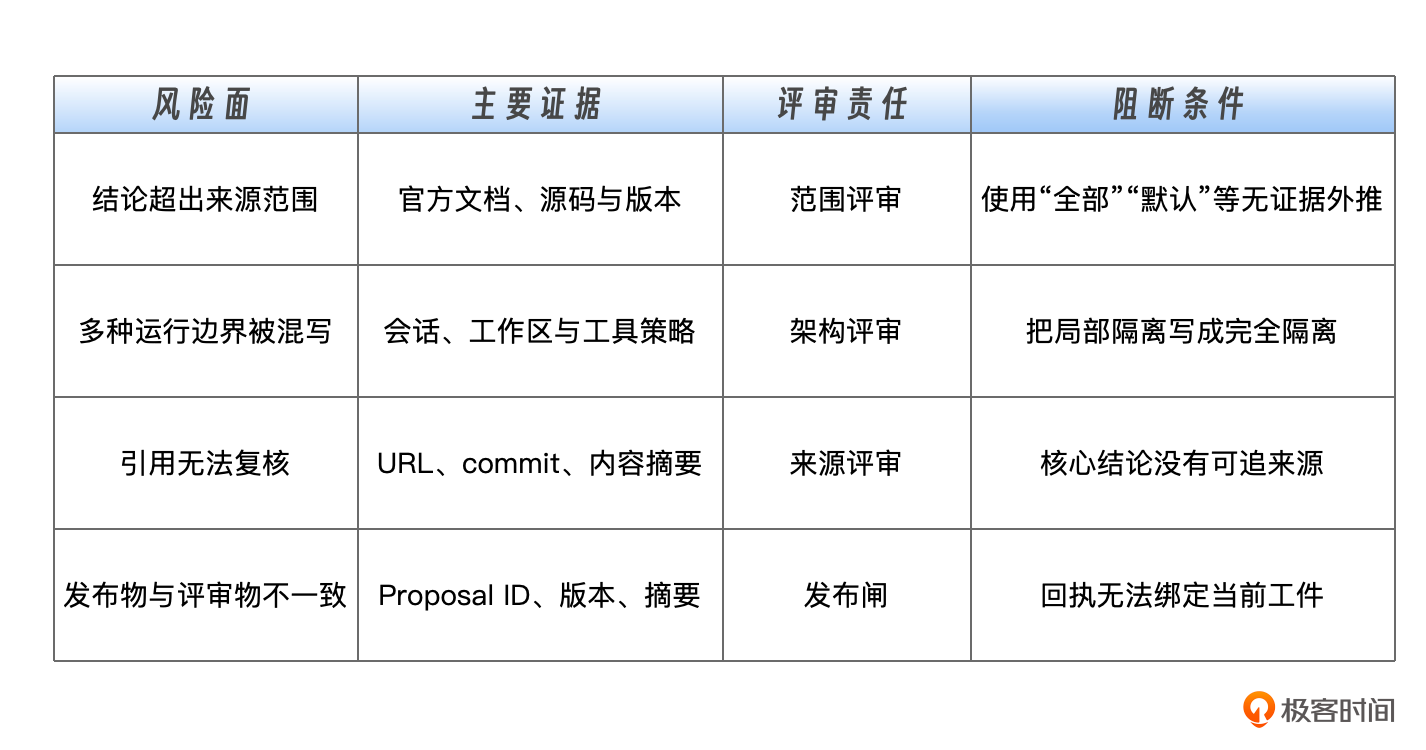 风险面 主要证据 评审责任 阻断条件
结论超出来源范围 官方文档、源码与版本 范围评审 使用“全部”“默认”等无证据外推
多种运行边界被混写 会话、工作区与工具策略 架构评审 把局部隔离写成完全隔离
引用无法复核 URL、commit、内容摘要 来源评审 核心结论没有可追来源
发布物与评审物不一致 Proposal ID、版本、摘要 发布闸 回执无法绑定当前工件
极客时间